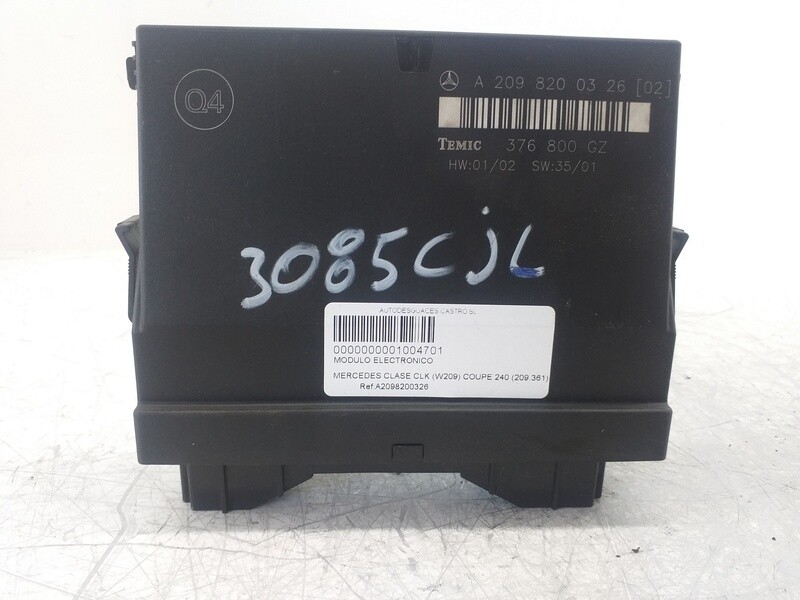 Q4
A 209 820 03 26 [02]
TEMIC 376 800 GZ
HW:01/02 SW:35/01
3085CjL
AUTODESGUACES CASTRO SL
0000000001004701
MODULO ELECTRONICO
MERCEDES CLASE CLK (W209) COUPE 240 (209.361)
Ref.A2098200326